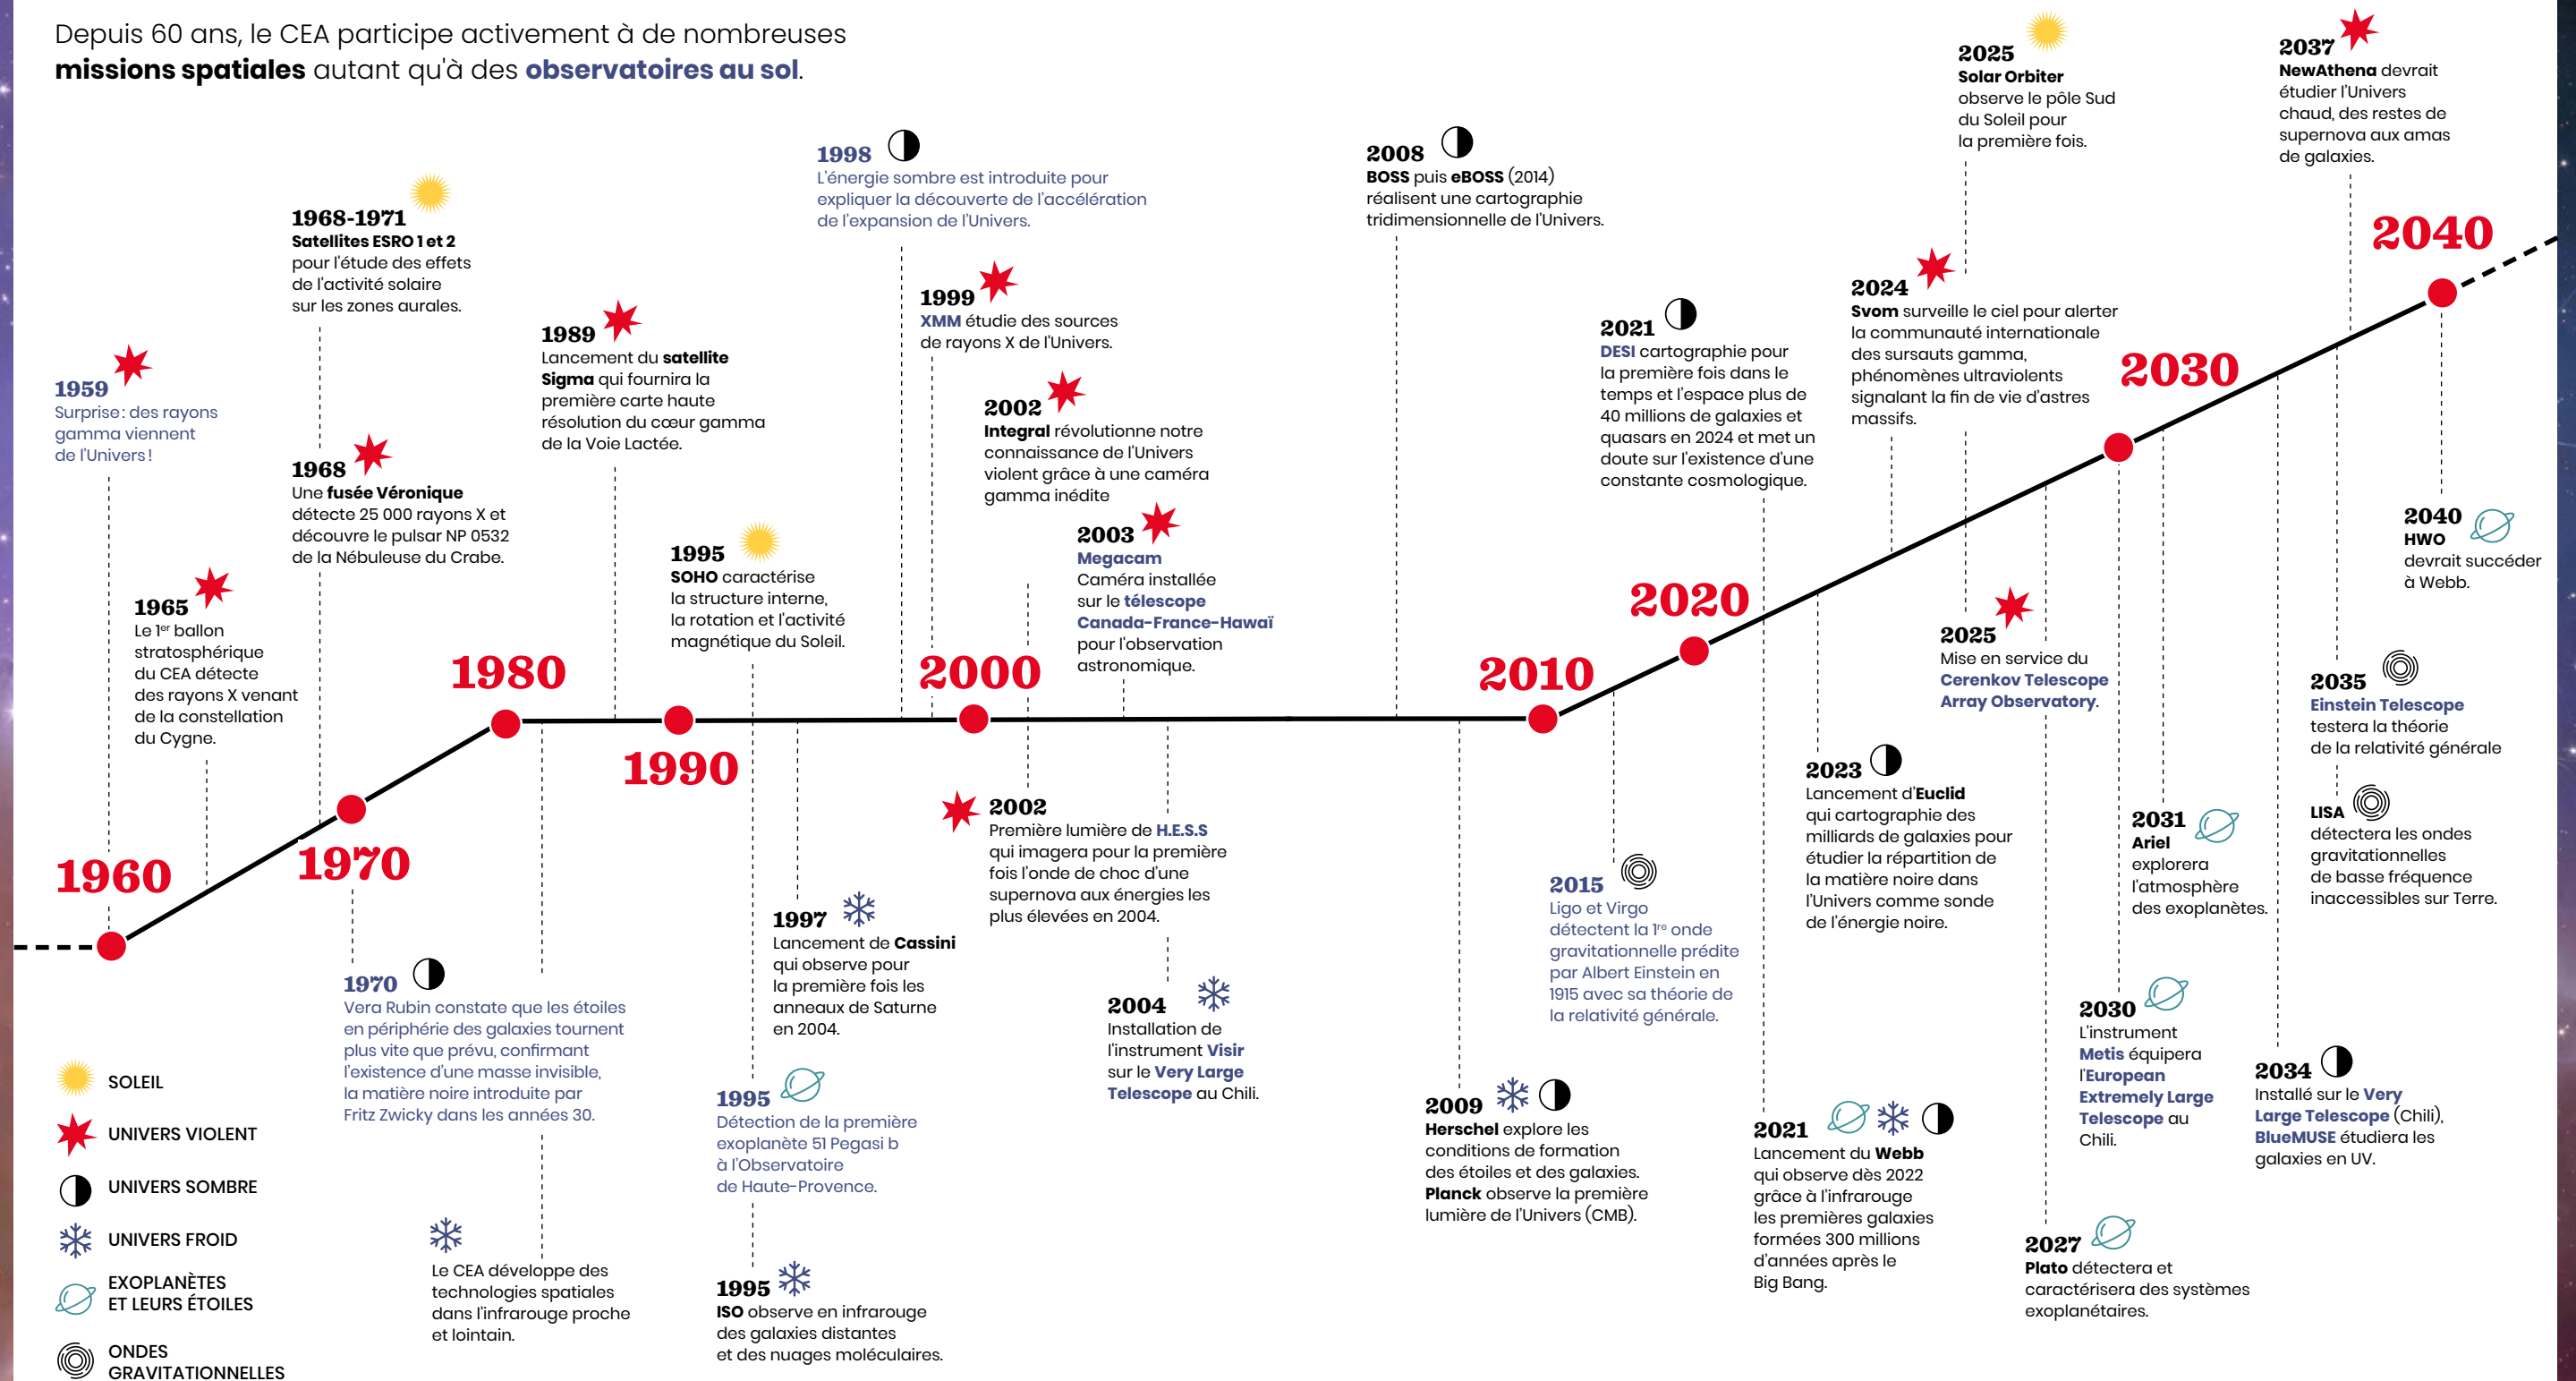 Depuis 60 ans, le CEA participe activement à de nombreuses
missions spatiales autant qu'à des observatoires au sol.
1959
Surprise : des rayons
gamma viennent
de l'Univers !
1960
1965
Le 1er ballon
stratosphérique
du CEA détecte
des rayons X venant
de la constellation
du Cygne.
1968-1971
Satellites ESRO 1 et 2
pour l'étude des effets
de l'activité solaire
sur les zones aurales.
1968
Une fusée Véronique
détecte 25 000 rayons X et
découvre le pulsar NP 0532
de la Nébuleuse du Crabe.
1970
1970
Vera Rubin constate que les étoiles
en périphérie des galaxies tournent
plus vite que prévu, confirmant
l'existence d'une masse invisible,
la matière noire introduite par
Fritz Zwicky dans les années 30.
1980
Le CEA développe des
technologies spatiales
dans l'infrarouge proche
et lointain.
1989
Lancement du satellite
Sigma qui fournira la
première carte haute
résolution du cœur gamma
de la Voie Lactée.
1990
1995
SOHO caractérise
la structure interne,
la rotation et l'activité
magnétique du Soleil.
1995
Détection de la première
exoplanète 51 Pegasi b
à l'Observatoire
de Haute-Provence.
1995
ISO observe en infrarouge
des galaxies distantes
et des nuages moléculaires.
1997
Lancement de Cassini
qui observe pour
la première fois les
anneaux de Saturne
en 2004.
1998
L'énergie sombre est introduite pour
expliquer la découverte de l'accélération
de l'expansion de l'Univers.
1999
XMM étudie des sources
de rayons X de l'Univers.
2000
2002
Integral révolutionne notre
connaissance de l'Univers
violent grâce à une caméra
gamma inédite
2002
Première lumière de H.E.S.S
qui imagera pour la première
fois l'onde de choc d'une
supernova aux énergies les
plus élevées en 2004.
2003
Megacam
Caméra installée
sur le télescope
Canada-France-Hawaï
pour l'observation
astronomique.
2004
Installation de
l'instrument Visir
sur le Very Large
Telescope au Chili.
2008
BOSS puis eBOSS (2014)
réalisent une cartographie
tridimensionnelle de l'Univers.
2009
Herschel explore les
conditions de formation
des étoiles et des galaxies.
Planck observe la première
lumière de l'Univers (CMB).
2010
2015
Ligo et Virgo
détectent la 1re onde
gravitationnelle prédite
par Albert Einstein en
1915 avec sa théorie de
la relativité générale.
2020
2021
DESI cartographie pour
la première fois dans le
temps et l'espace plus de
40 millions de galaxies et
quasars en 2024 et met un
doute sur l'existence d'une
constante cosmologique.
2021
Lancement du Webb
qui observe dès 2022
grâce à l'infrarouge
les premières galaxies
formées 300 millions
d'années après le
Big Bang.
2023
Lancement d'Euclid
qui cartographie des
milliards de galaxies pour
étudier la répartition de
la matière noire dans
l'Univers comme sonde
de l'énergie noire.
2024
Svom surveille le ciel pour alerter
la communauté internationale
des sursauts gamma,
phénomènes ultraviolents
signalant la fin de vie d'astres
massifs.
2025
Solar Orbiter
observe le pôle Sud
du Soleil pour
la première fois.
2025
Mise en service du
Cerenkov Telescope
Array Observatory.
2027
Plato détectera et
caractérisera des systèmes
exoplanétaires.
2030
2030
L'instrument
Metis équipera
l'European
Extremely Large
Telescope au
Chili.
2031
Ariel
explorera
l'atmosphère
des exoplanètes.
2034
Installé sur le Very
Large Telescope (Chili),
BlueMUSE étudiera les
galaxies en UV.
2035
Einstein Telescope
testera la théorie
de la relativité générale
LISA
détectera les ondes
gravitationnelles
de basse fréquence
inaccessibles sur Terre.
2037
NewAthena devrait
étudier l'Univers
chaud, des restes de
supernova aux amas
de galaxies.
2040
2040
HWO
devrait succéder
à Webb.
SOLEIL
UNIVERS VIOLENT
UNIVERS SOMBRE
UNIVERS FROID
EXOPLANÈTES
ET LEURS ÉTOILES
ONDES
GRAVITATIONNELLES